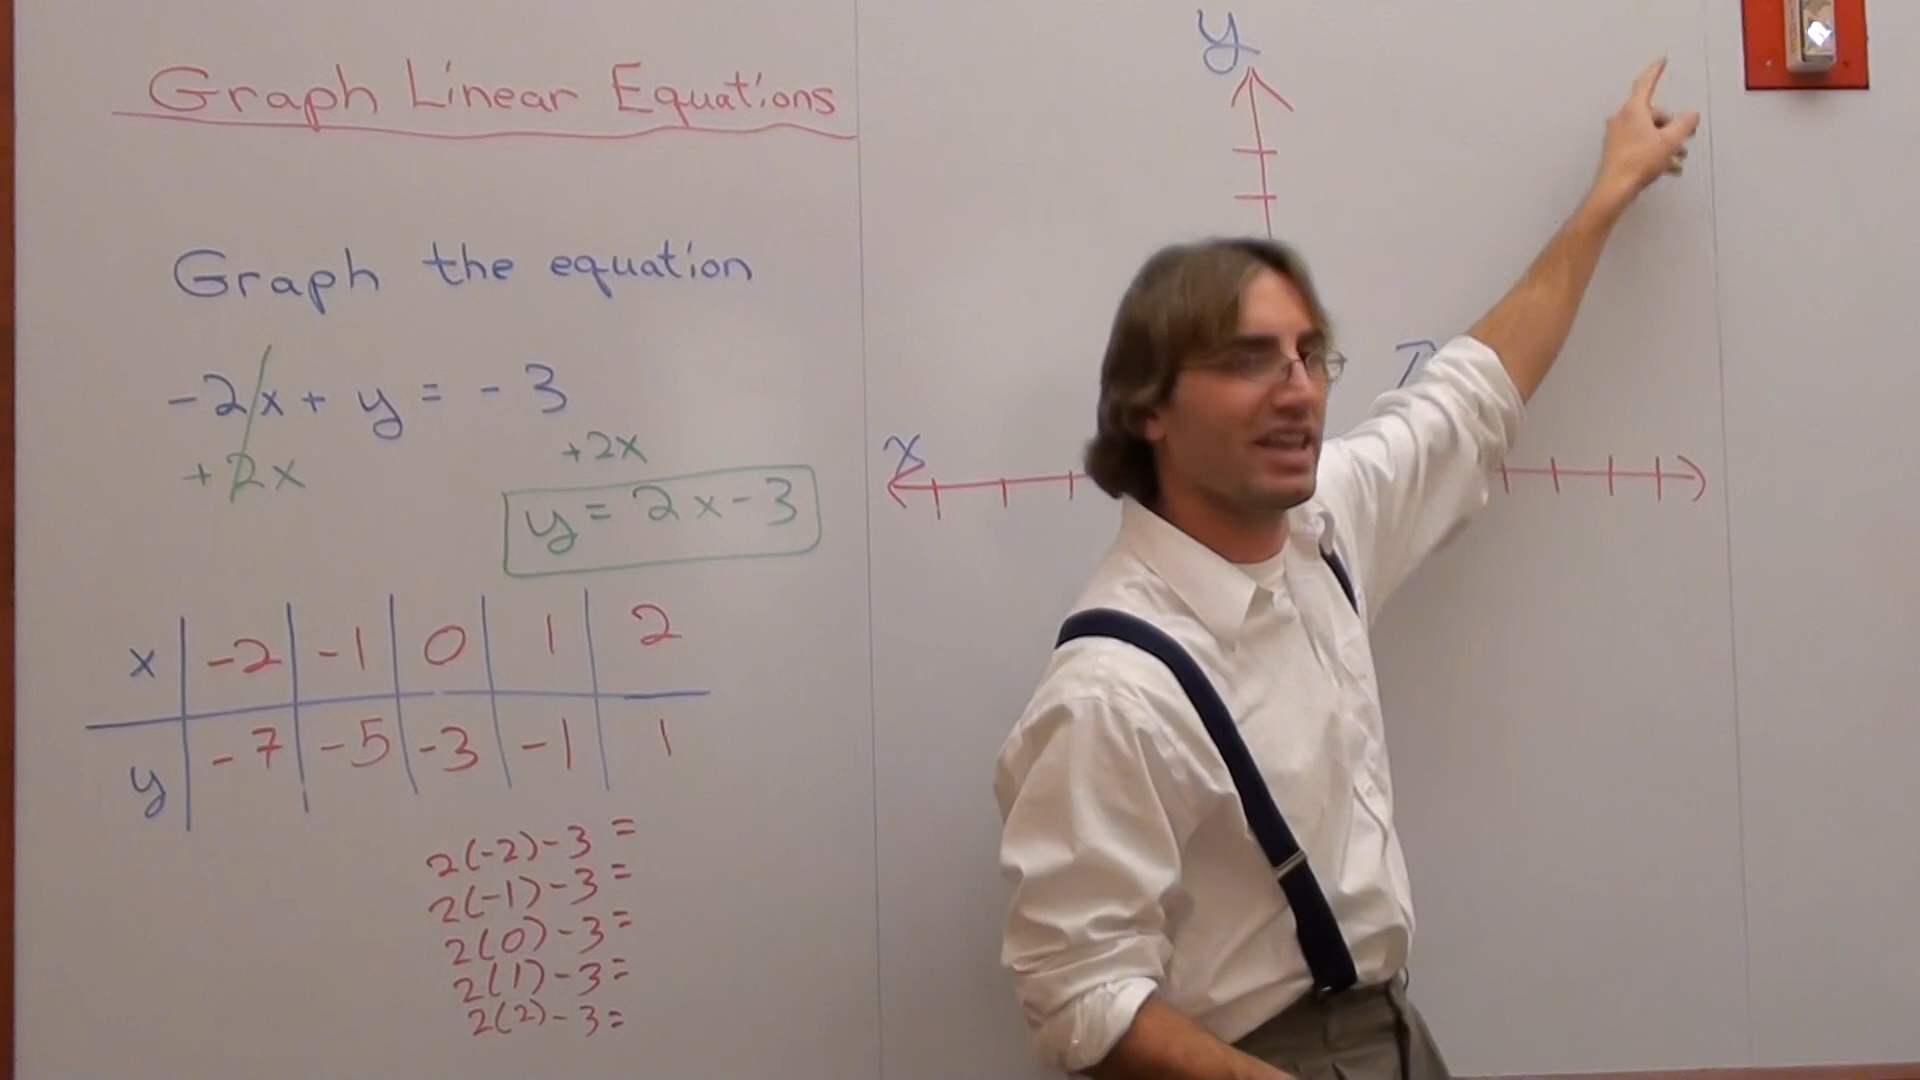 Graph Linear Equations
Graph the equation
-2x + y = -3
+2x +2x
y = 2x-3
x -2 -1 0 1 2
y -7 -5 -3 -1 1
2(-2)-3 =
2(-1)-3 =
2(0)-3 =
2(1)-3 =
2(2)-3 =
y
x